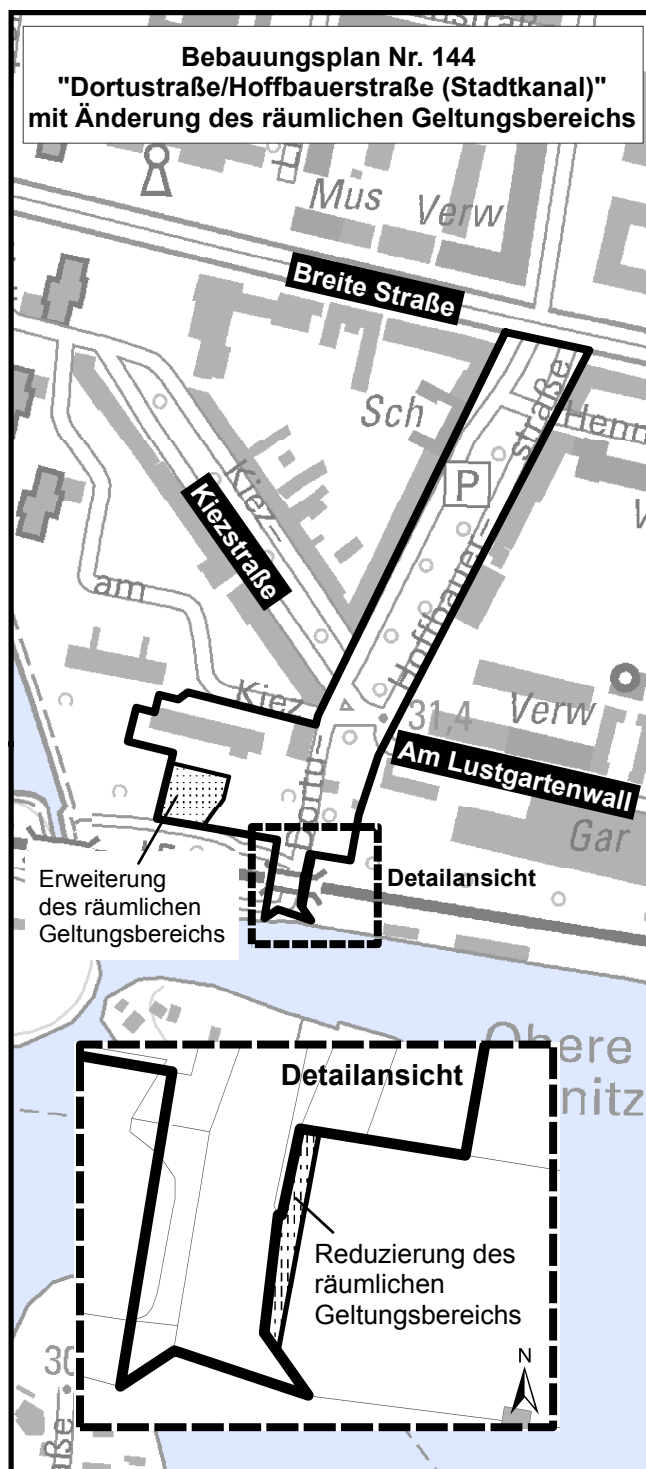 Bebauungsplan Nr. 144
"Dortustraße/Hoffbauerstraße (Stadtkanal)"
mit Änderung des räumlichen Geltungsbereichs
Mus
Verw
Breite Straße
Sch
straße
Henn
P
Kiez=
Kiezstraße
am
Hoffbauer=
Kiez
31,4
Verw
Am Lustgartenwall
Dortu=
Gar
Erweiterung
des räumlichen
Geltungsbereichs
Detailansicht
Obere
nitz
Detailansicht
Reduzierung des
räumlichen
Geltungsbereichs
N
30
aße